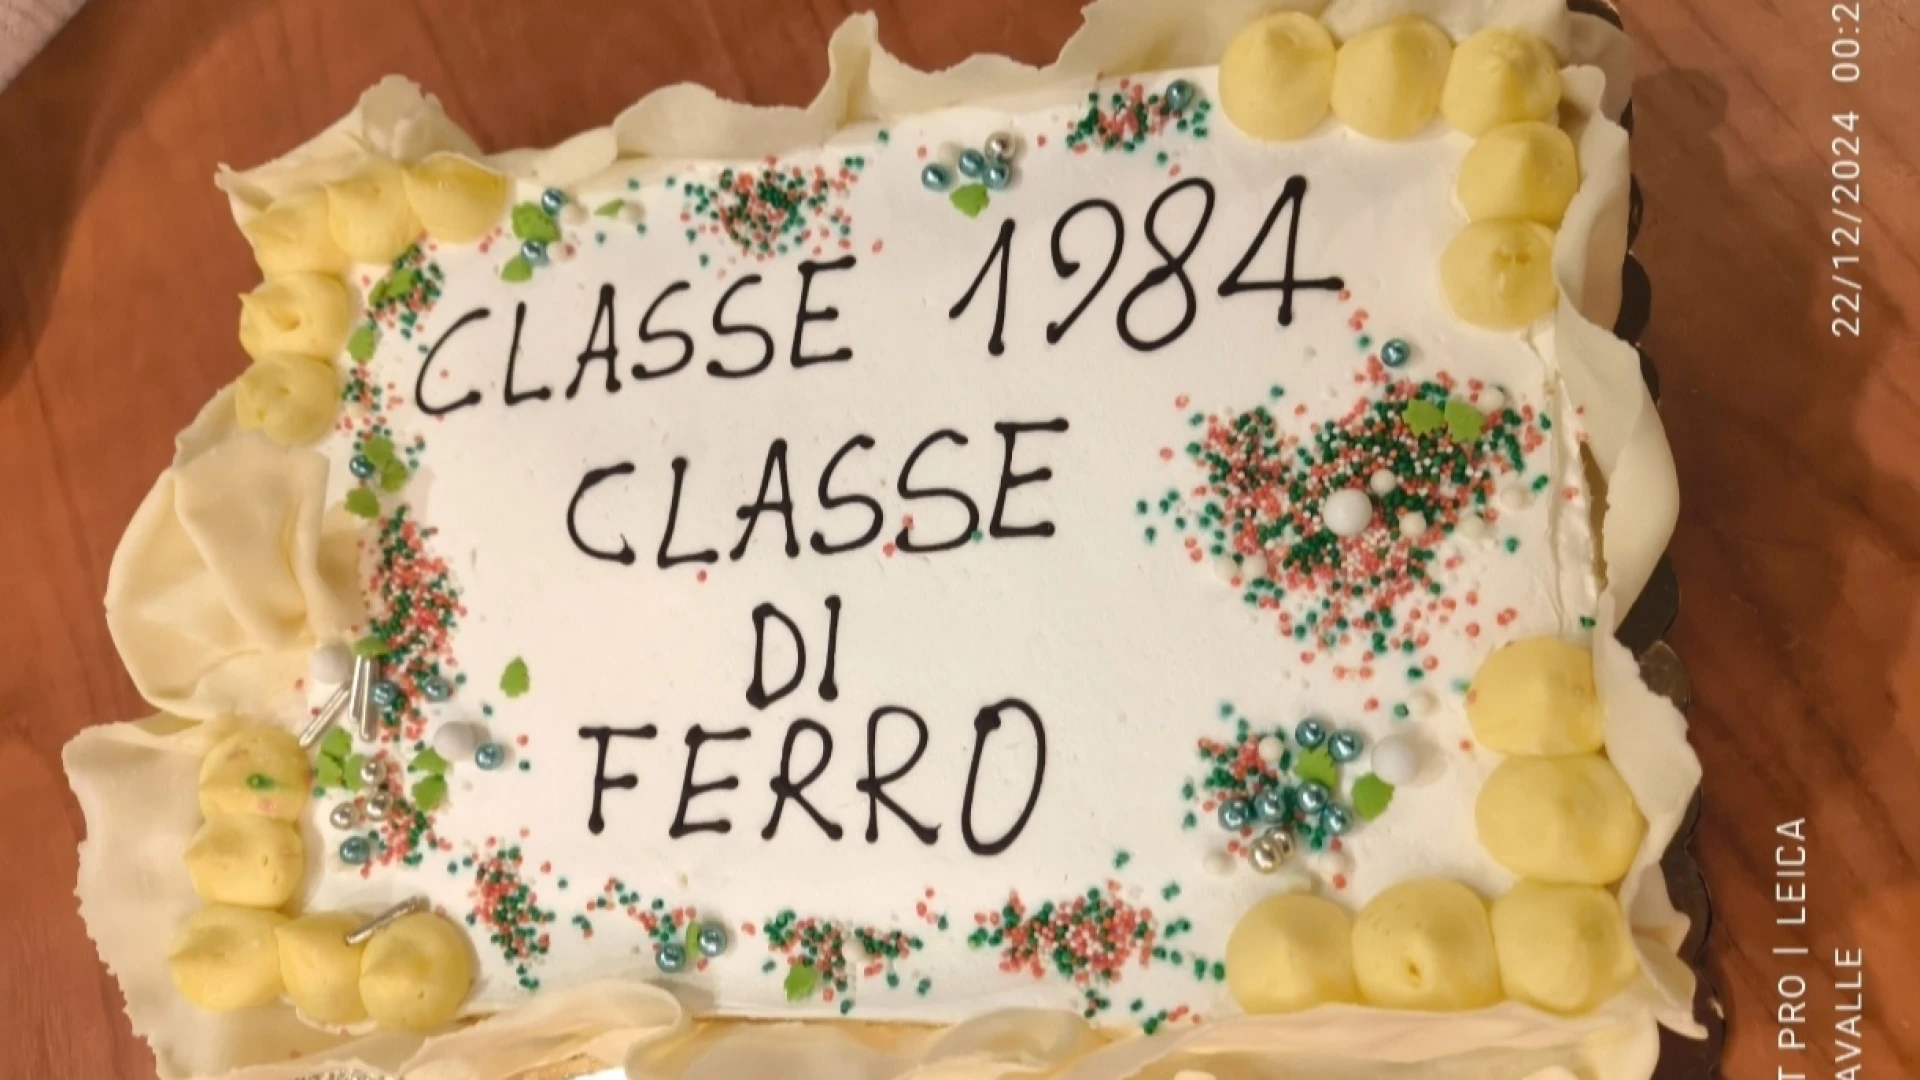 CLASSE 1984
CLASSE
DI
FERRO
22/12/2024 00:2
T PRO | LEICA
AVALLE